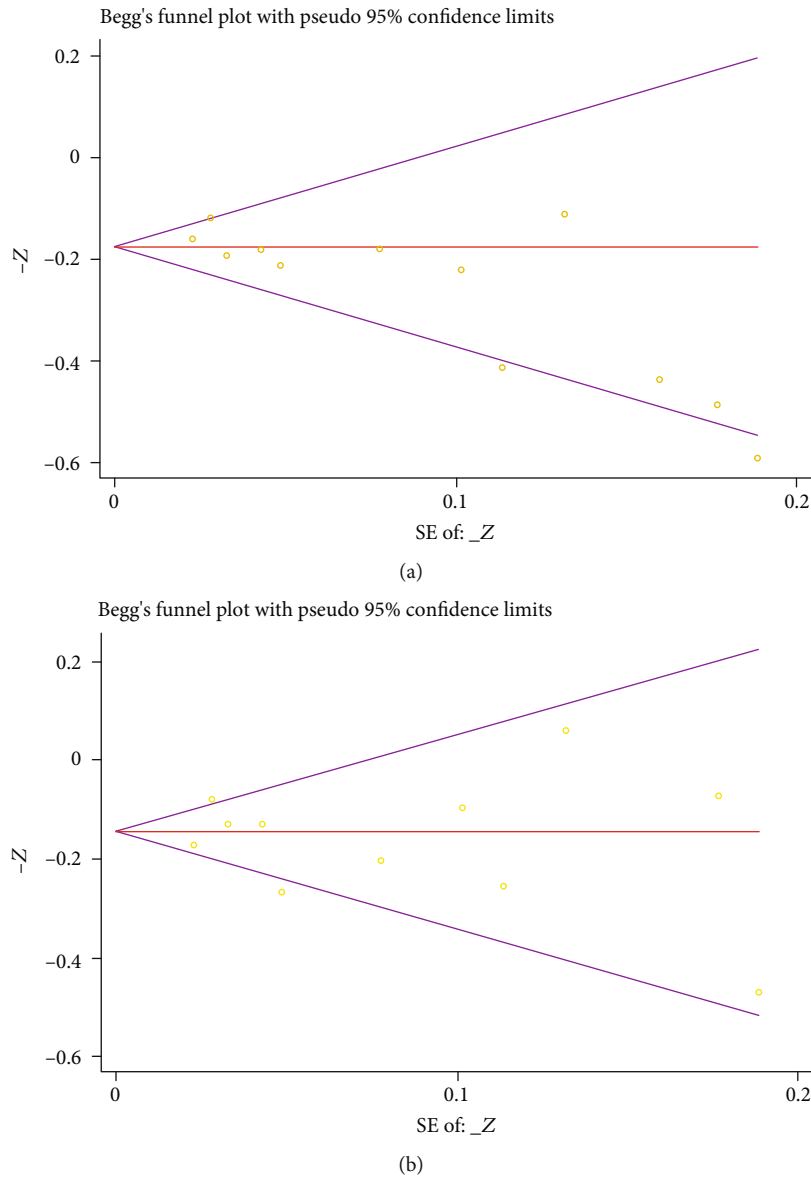 Begg's funnel plot with pseudo 95% confidence limits
0.2
0
–0.2
–0.4
–0.6
–Z
0
0.1
0.2
SE of: _Z
(a)
Begg's funnel plot with pseudo 95% confidence limits
0.2
0
–0.2
–0.4
–0.6
–Z
0
0.1
0.2
SE of: _Z
(b)